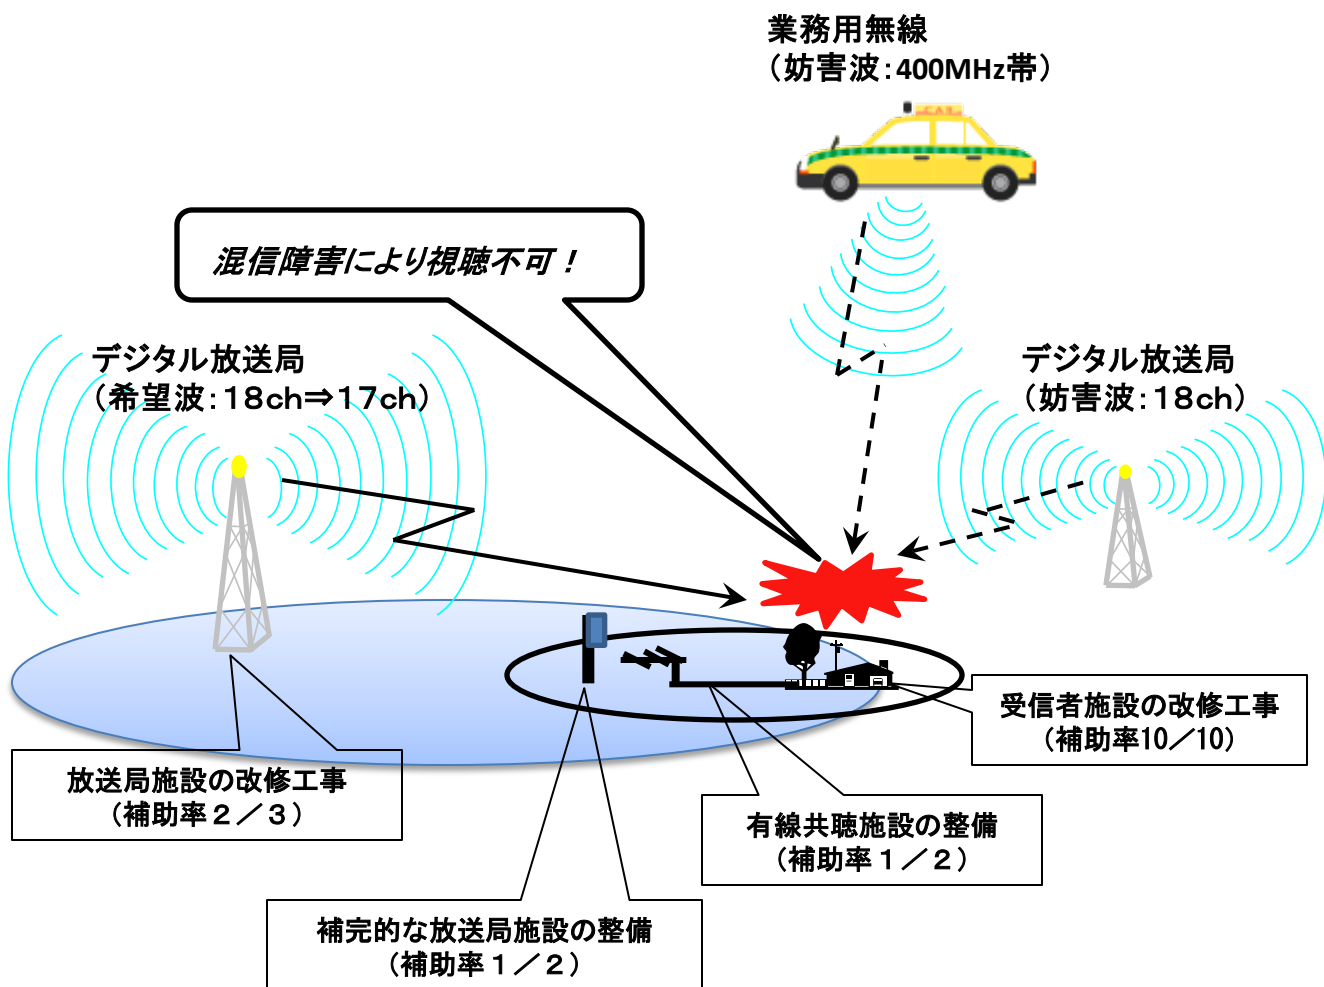 業務用無線
（妨害波：400MHz帯）
混信障害により視聴不可！
デジタル放送局
（希望波：18ch⇒17ch）
デジタル放送局
（妨害波：18ch）
受信者施設の改修工事
（補助率10／10）
放送局施設の改修工事
（補助率２／３）
有線共聴施設の整備
（補助率１／２）
補完的な放送局施設の整備
（補助率１／２）